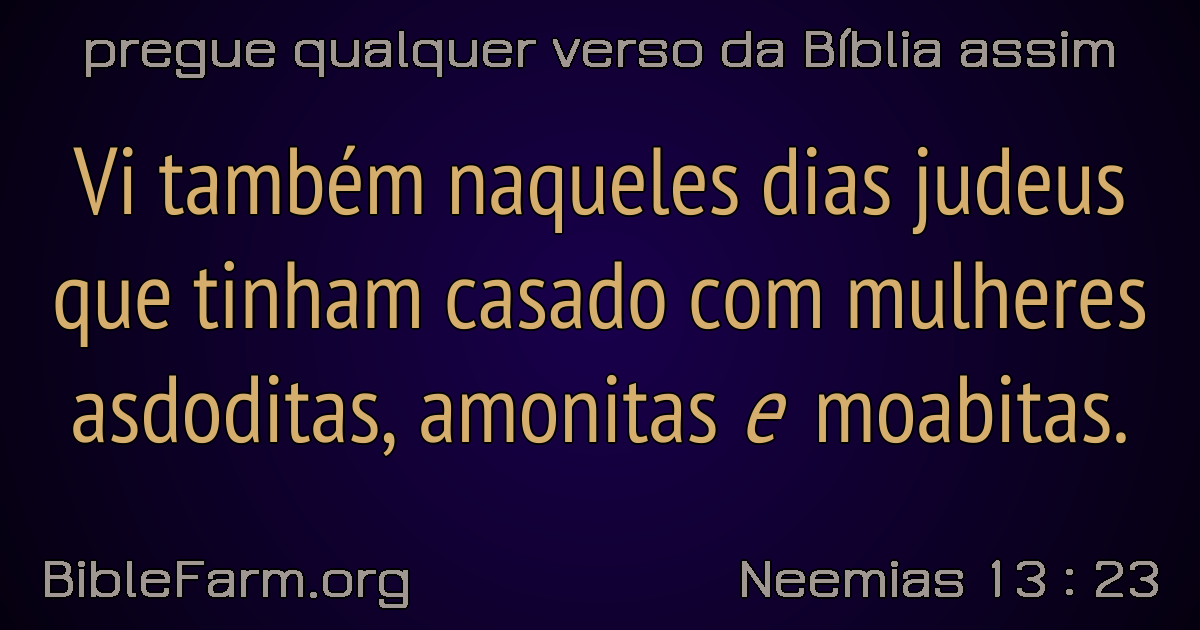 pregue qualquer verso da Bíblia assim
Vi também naqueles dias judeus
que tinham casado com mulheres
asdoditas, amonitas e moabitas.
BibleFarm.org
Neemias 13 : 23